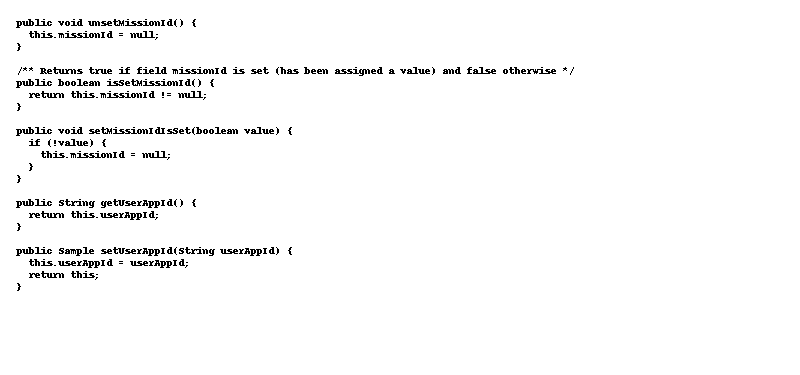 public void unsetMissionId() {
  this.missionId = null;
}

/** Returns true if field missionId is set (has been assigned a value) and false otherwise */
public boolean isSetMissionId() {
  return this.missionId != null;
}

public void setMissionIdIsSet(boolean value) {
  if (!value) {
    this.missionId = null;
  }
}

public String getUserAppId() {
  return this.userAppId;
}

public Sample setUserAppId(String userAppId) {
  this.userAppId = userAppId;
  return this;
}